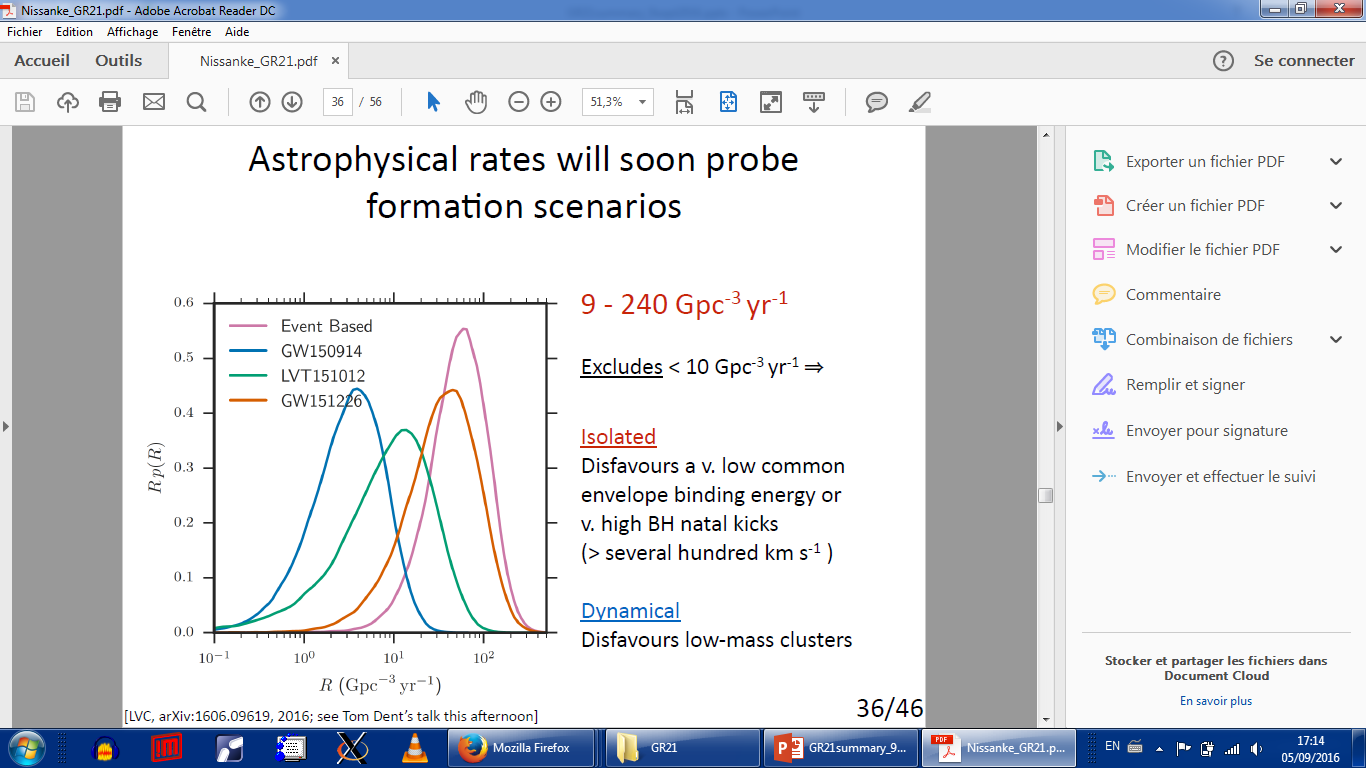 Nissanke_GR21.pdf - Adobe Acrobat Reader DC
Fichier Edition Affichage Fenêtre Aide
Accueil Outils Nissanke_GR21.pdf × ? Se connecter
36 / 56 51,3%
Astrophysical rates will soon probe
formation scenarios
0.6
0.5
0.4
0.3
0.2
0.1
0.0
R p(R)
Event Based
GW150914
LVT151012
GW151226
10⁻¹ 10⁰ 10¹ 10²
R (Gpc⁻³ yr⁻¹)
9 - 240 Gpc⁻³ yr⁻¹
Excludes < 10 Gpc⁻³ yr⁻¹ ⇒
Isolated
Disfavours a v. low common
envelope binding energy or
v. high BH natal kicks
(> several hundred km s⁻¹ )
Dynamical
Disfavours low-mass clusters
[LVC, arXiv:1606.09619, 2016; see Tom Dent's talk this afternoon]
36/46
Exporter un fichier PDF
Créer un fichier PDF
Modifier le fichier PDF
Commentaire
Combinaison de fichiers
Remplir et signer
Envoyer pour signature
Envoyer et effectuer le suivi
Stocker et partager les fichiers dans
Document Cloud
En savoir plus
Mozilla Firefox GR21 GR21summary_9... PDF Nissanke_GR21.p... EN 17:14
05/09/2016